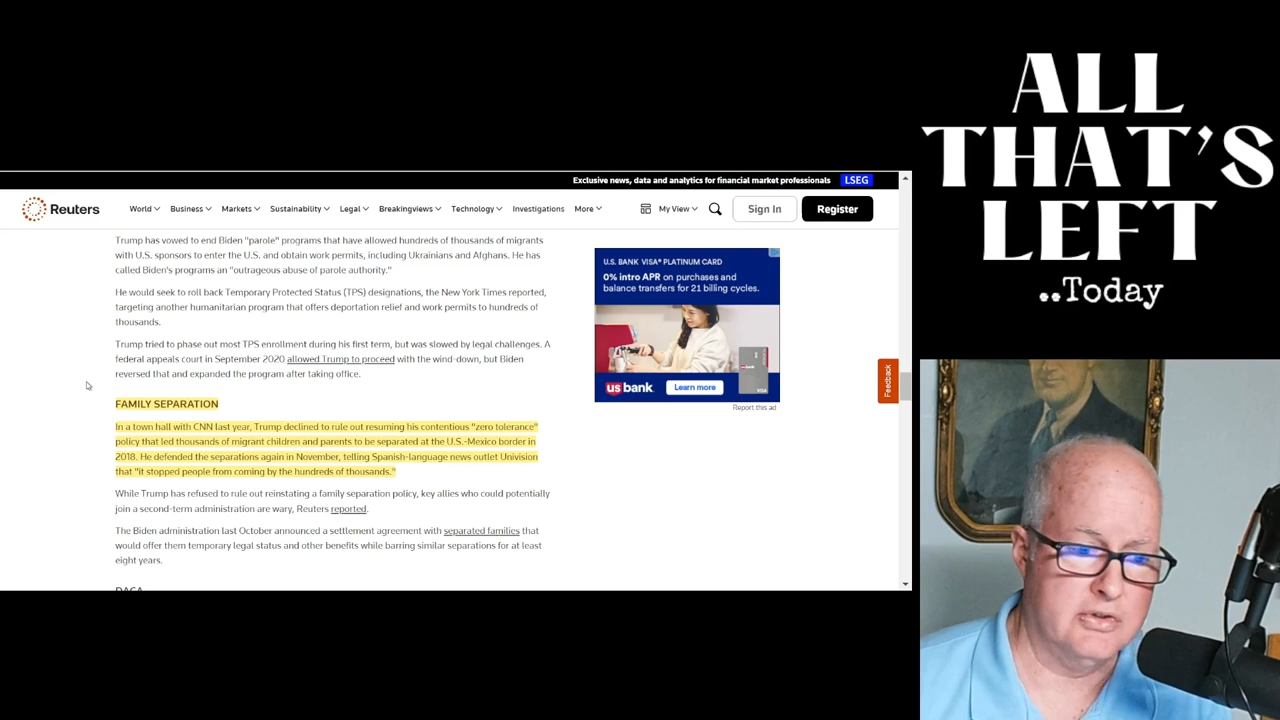 Exclusive news, data and analytics for financial market professionals LSEG
Reuters World Business Markets Sustainability Legal Breakingviews Technology Investigations More My View Sign In Register
Trump has vowed to end Biden "parole" programs that have allowed hundreds of thousands of migrants
with U.S. sponsors to enter the U.S. and obtain work permits, including Ukrainians and Afghans. He has
called Biden's programs an "outrageous abuse of parole authority."
He would seek to roll back Temporary Protected Status (TPS) designations, the New York Times reported,
targeting another humanitarian program that offers deportation relief and work permits to hundreds of
thousands.
Trump tried to phase out most TPS enrollment during his first term, but was slowed by legal challenges. A
federal appeals court in September 2020 allowed Trump to proceed with the wind-down, but Biden
reversed that and expanded the program after taking office.
FAMILY SEPARATION
In a town hall with CNN last year, Trump declined to rule out resuming his contentious "zero tolerance"
policy that led thousands of migrant children and parents to be separated at the U.S.-Mexico border in
2018. He defended the separations again in November, telling Spanish-language news outlet Univision
that "it stopped people from coming by the hundreds of thousands."
While Trump has refused to rule out reinstating a family separation policy, key allies who could potentially
join a second-term administration are wary, Reuters reported.
The Biden administration last October announced a settlement agreement with separated families that
would offer them temporary legal status and other benefits while barring similar separations for at least
eight years.
DACA
U.S. BANK VISA® PLATINUM CARD
0% intro APR on purchases and
balance transfers for 21 billing cycles.
usbank Learn more
VISA
Report this ad
Feedback
ALL
THAT'S
LEFT
..Today